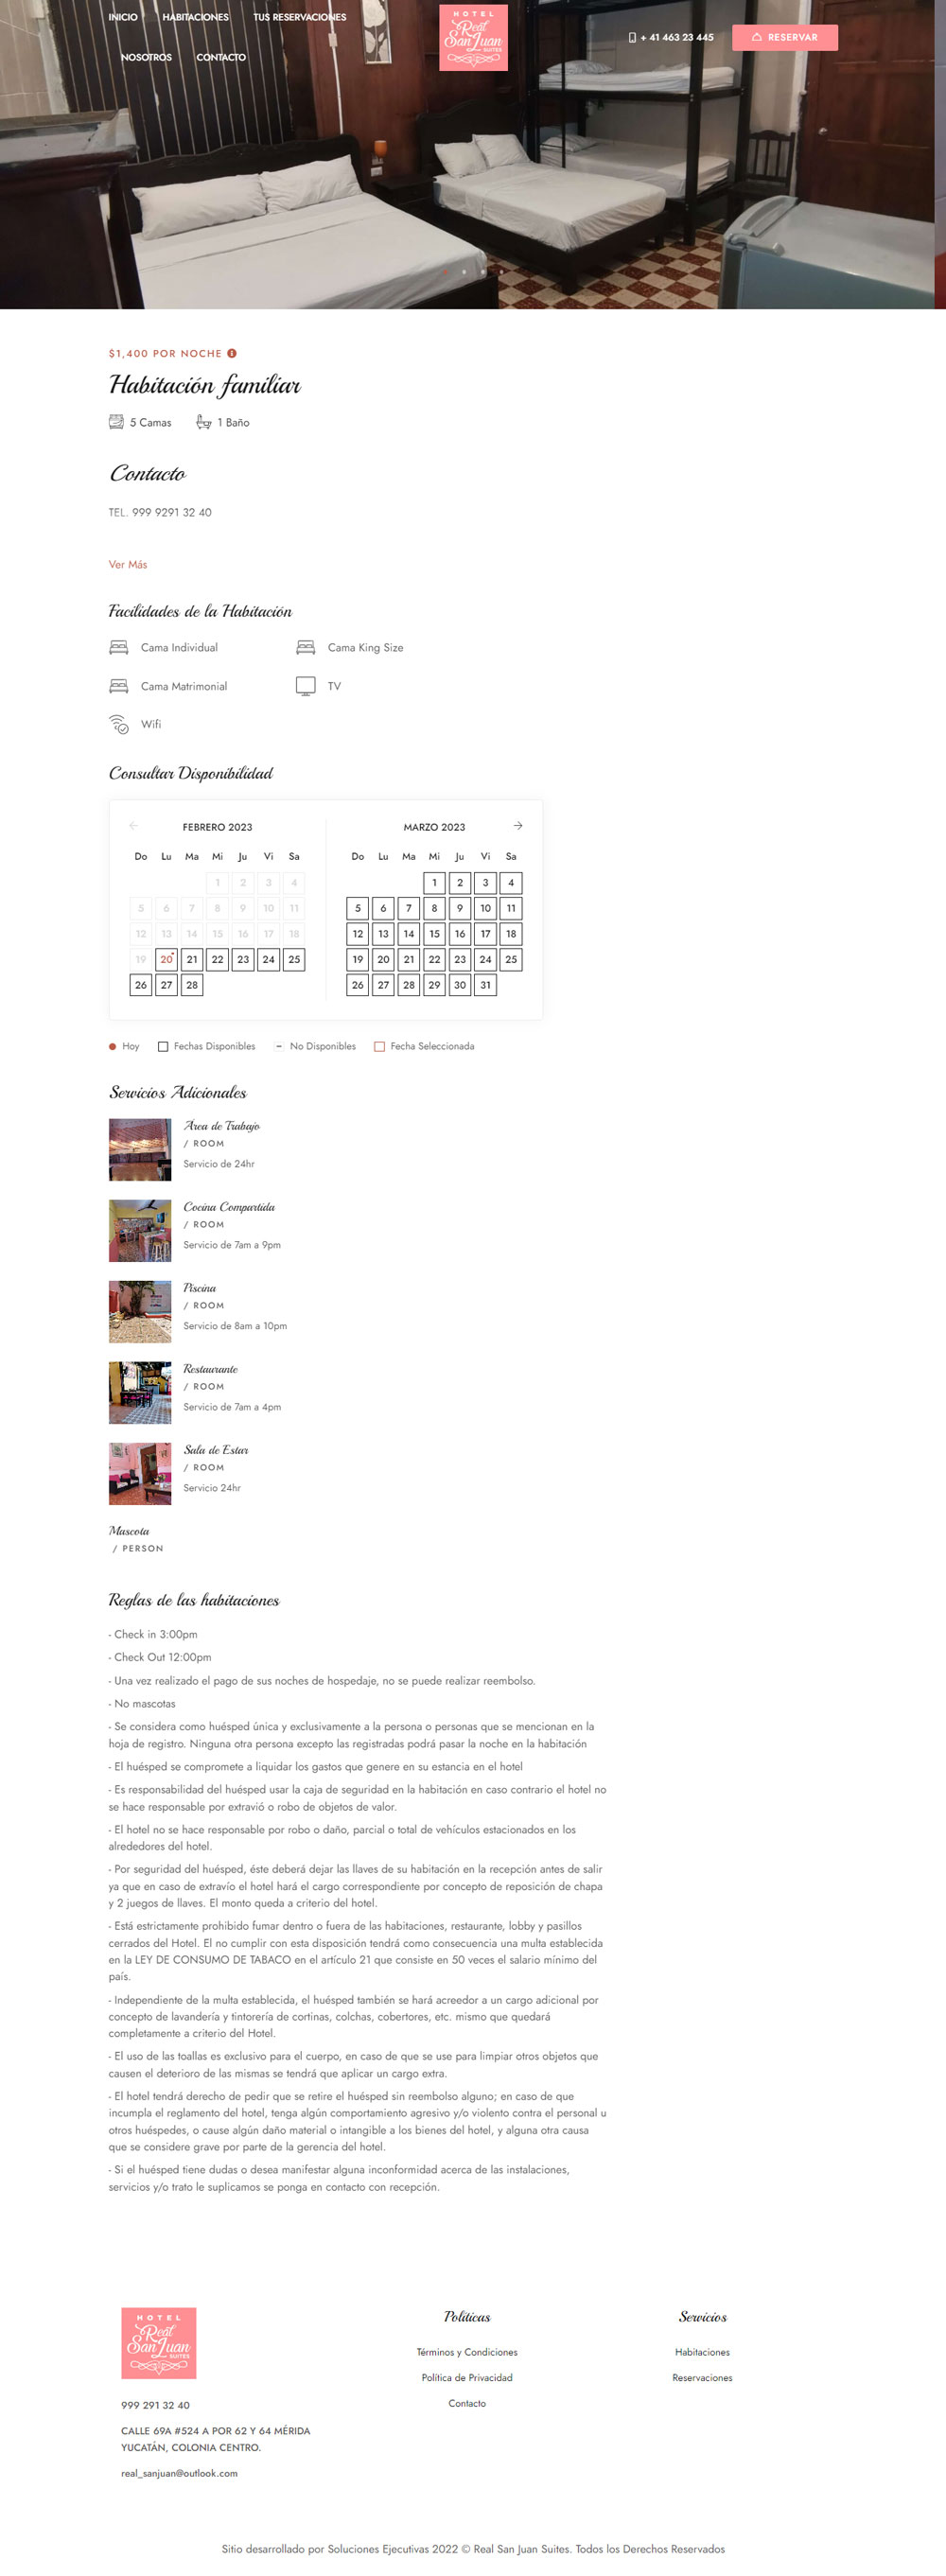 INICIO HABITACIONES TUS RESERVACIONES
NOSOTROS CONTACTO
HOTEL
Real
San Juan
SUITES
+ 41 463 23 445
RESERVAR
$1,400 POR NOCHE
Habitación familiar
5 Camas 1 Baño
Contacto
TEL. 999 9291 32 40
Ver Más
Facilidades de la Habitación
Cama Individual Cama King Size
Cama Matrimonial TV
Wifi
Consultar Disponibilidad
FEBRERO 2023
Do Lu Ma Mi Ju Vi Sa
1 2 3 4
5 6 7 8 9 10 11
12 13 14 15 16 17 18
19 20 21 22 23 24 25
26 27 28
MARZO 2023
Do Lu Ma Mi Ju Vi Sa
1 2 3 4
5 6 7 8 9 10 11
12 13 14 15 16 17 18
19 20 21 22 23 24 25
26 27 28 29 30 31
Hoy Fechas Disponibles No Disponibles Fecha Seleccionada
Servicios Adicionales
Área de Trabajo
/ ROOM
Servicio de 24hr
Cocina Compartida
/ ROOM
Servicio de 7am a 9pm
Piscina
/ ROOM
Servicio de 8am a 10pm
Restaurante
/ ROOM
Servicio de 7am a 4pm
Sala de Estar
/ ROOM
Servicio 24hr
Mascota
/ PERSON
Reglas de las habitaciones
- Check in 3:00pm
- Check Out 12:00pm
- Una vez realizado el pago de sus noches de hospedaje, no se puede realizar reembolso.
- No mascotas
- Se considera como huésped única y exclusivamente a la persona o personas que se mencionan en la
hoja de registro. Ninguna otra persona excepto las registradas podrá pasar la noche en la habitación
- El huésped se compromete a liquidar los gastos que genere en su estancia en el hotel
- Es responsabilidad del huésped usar la caja de seguridad en la habitación en caso contrario el hotel no
se hace responsable por extravió o robo de objetos de valor.
- El hotel no se hace responsable por robo o daño, parcial o total de vehículos estacionados en los
alrededores del hotel.
- Por seguridad del huésped, éste deberá dejar las llaves de su habitación en la recepción antes de salir
ya que en caso de extravío el hotel hará el cargo correspondiente por concepto de reposición de chapa
y 2 juegos de llaves. El monto queda a criterio del hotel.
- Está estrictamente prohibido fumar dentro o fuera de las habitaciones, restaurante, lobby y pasillos
cerrados del Hotel. El no cumplir con esta disposición tendrá como consecuencia una multa establecida
en la LEY DE CONSUMO DE TABACO en el artículo 21 que consiste en 50 veces el salario mínimo del
país.
- Independiente de la multa establecida, el huésped también se hará acreedor a un cargo adicional por
concepto de lavandería y tintorería de cortinas, colchas, cobertores, etc. mismo que quedará
completamente a criterio del Hotel.
- El uso de las toallas es exclusivo para el cuerpo, en caso de que se use para limpiar otros objetos que
causen el deterioro de las mismas se tendrá que aplicar un cargo extra.
- El hotel tendrá derecho de pedir que se retire el huésped sin reembolso alguno; en caso de que
incumpla el reglamento del hotel, tenga algún comportamiento agresivo y/o violento contra el personal u
otros huéspedes, o cause algún daño material o intangible a los bienes del hotel, y alguna otra causa
que se considere grave por parte de la gerencia del hotel.
- Si el huésped tiene dudas o desea manifestar alguna inconformidad acerca de las instalaciones,
servicios y/o trato le suplicamos se ponga en contacto con recepción.
HOTEL
Real
San Juan
SUITES
999 291 32 40
CALLE 69A #524 A POR 62 Y 64 MÉRIDA
YUCATÁN, COLONIA CENTRO.
real_sanjuan@outlook.com
Políticas
Términos y Condiciones
Política de Privacidad
Contacto
Servicios
Habitaciones
Reservaciones
Sitio desarrollado por Soluciones Ejecutivas 2022 © Real San Juan Suites. Todos los Derechos Reservados